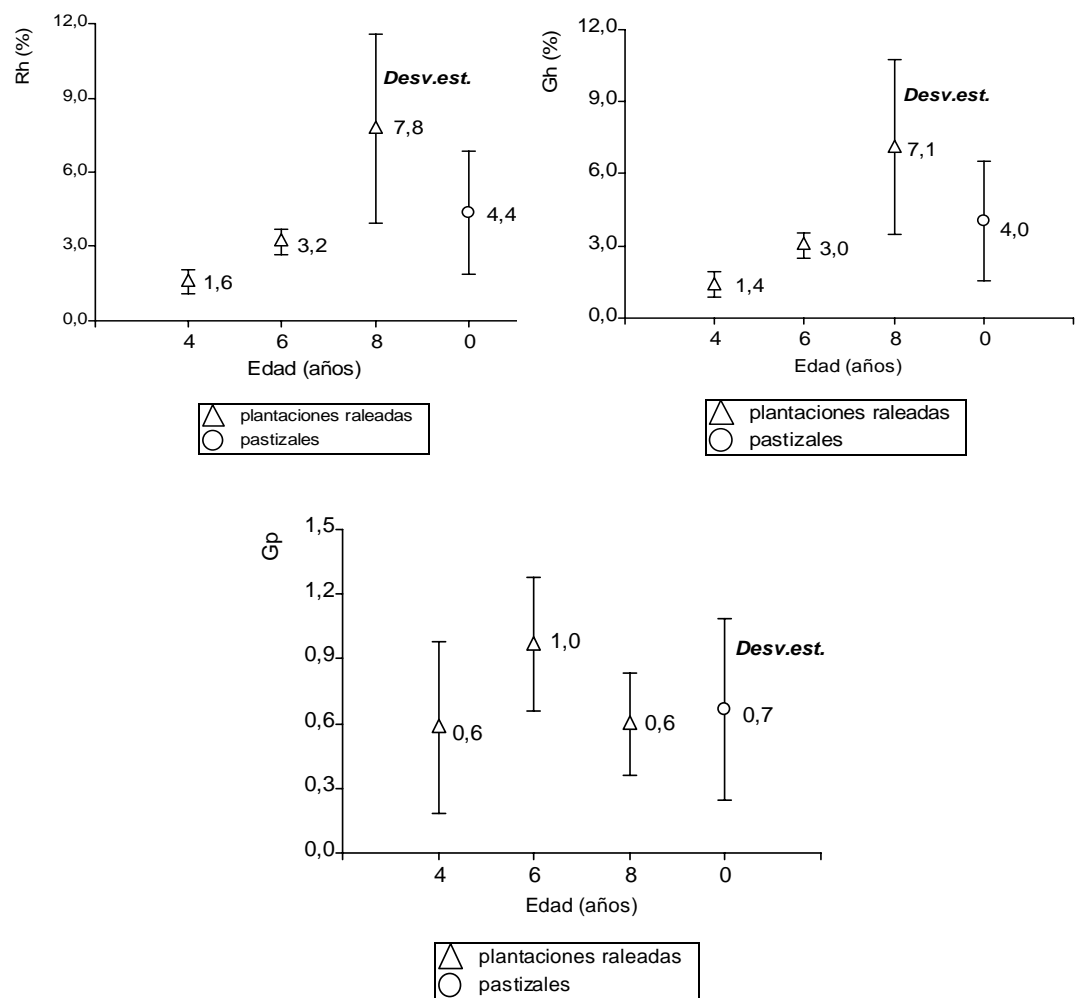 Rh (%)
12,0
9,0
6,0
3,0
0,0
Desv.est.
7,8
4,4
3,2
1,6
4 6 8 0
Edad (años)
plantaciones raleadas
pastizales
Gh (%)
12,0
9,0
6,0
3,0
0,0
Desv.est.
7,1
4,0
3,0
1,4
4 6 8 0
Edad (años)
plantaciones raleadas
pastizales
Gp
1,5
1,2
0,9
0,6
0,3
0,0
Desv.est.
1,0
0,6
0,6
0,7
4 6 8 0
Edad (años)
plantaciones raleadas
pastizales